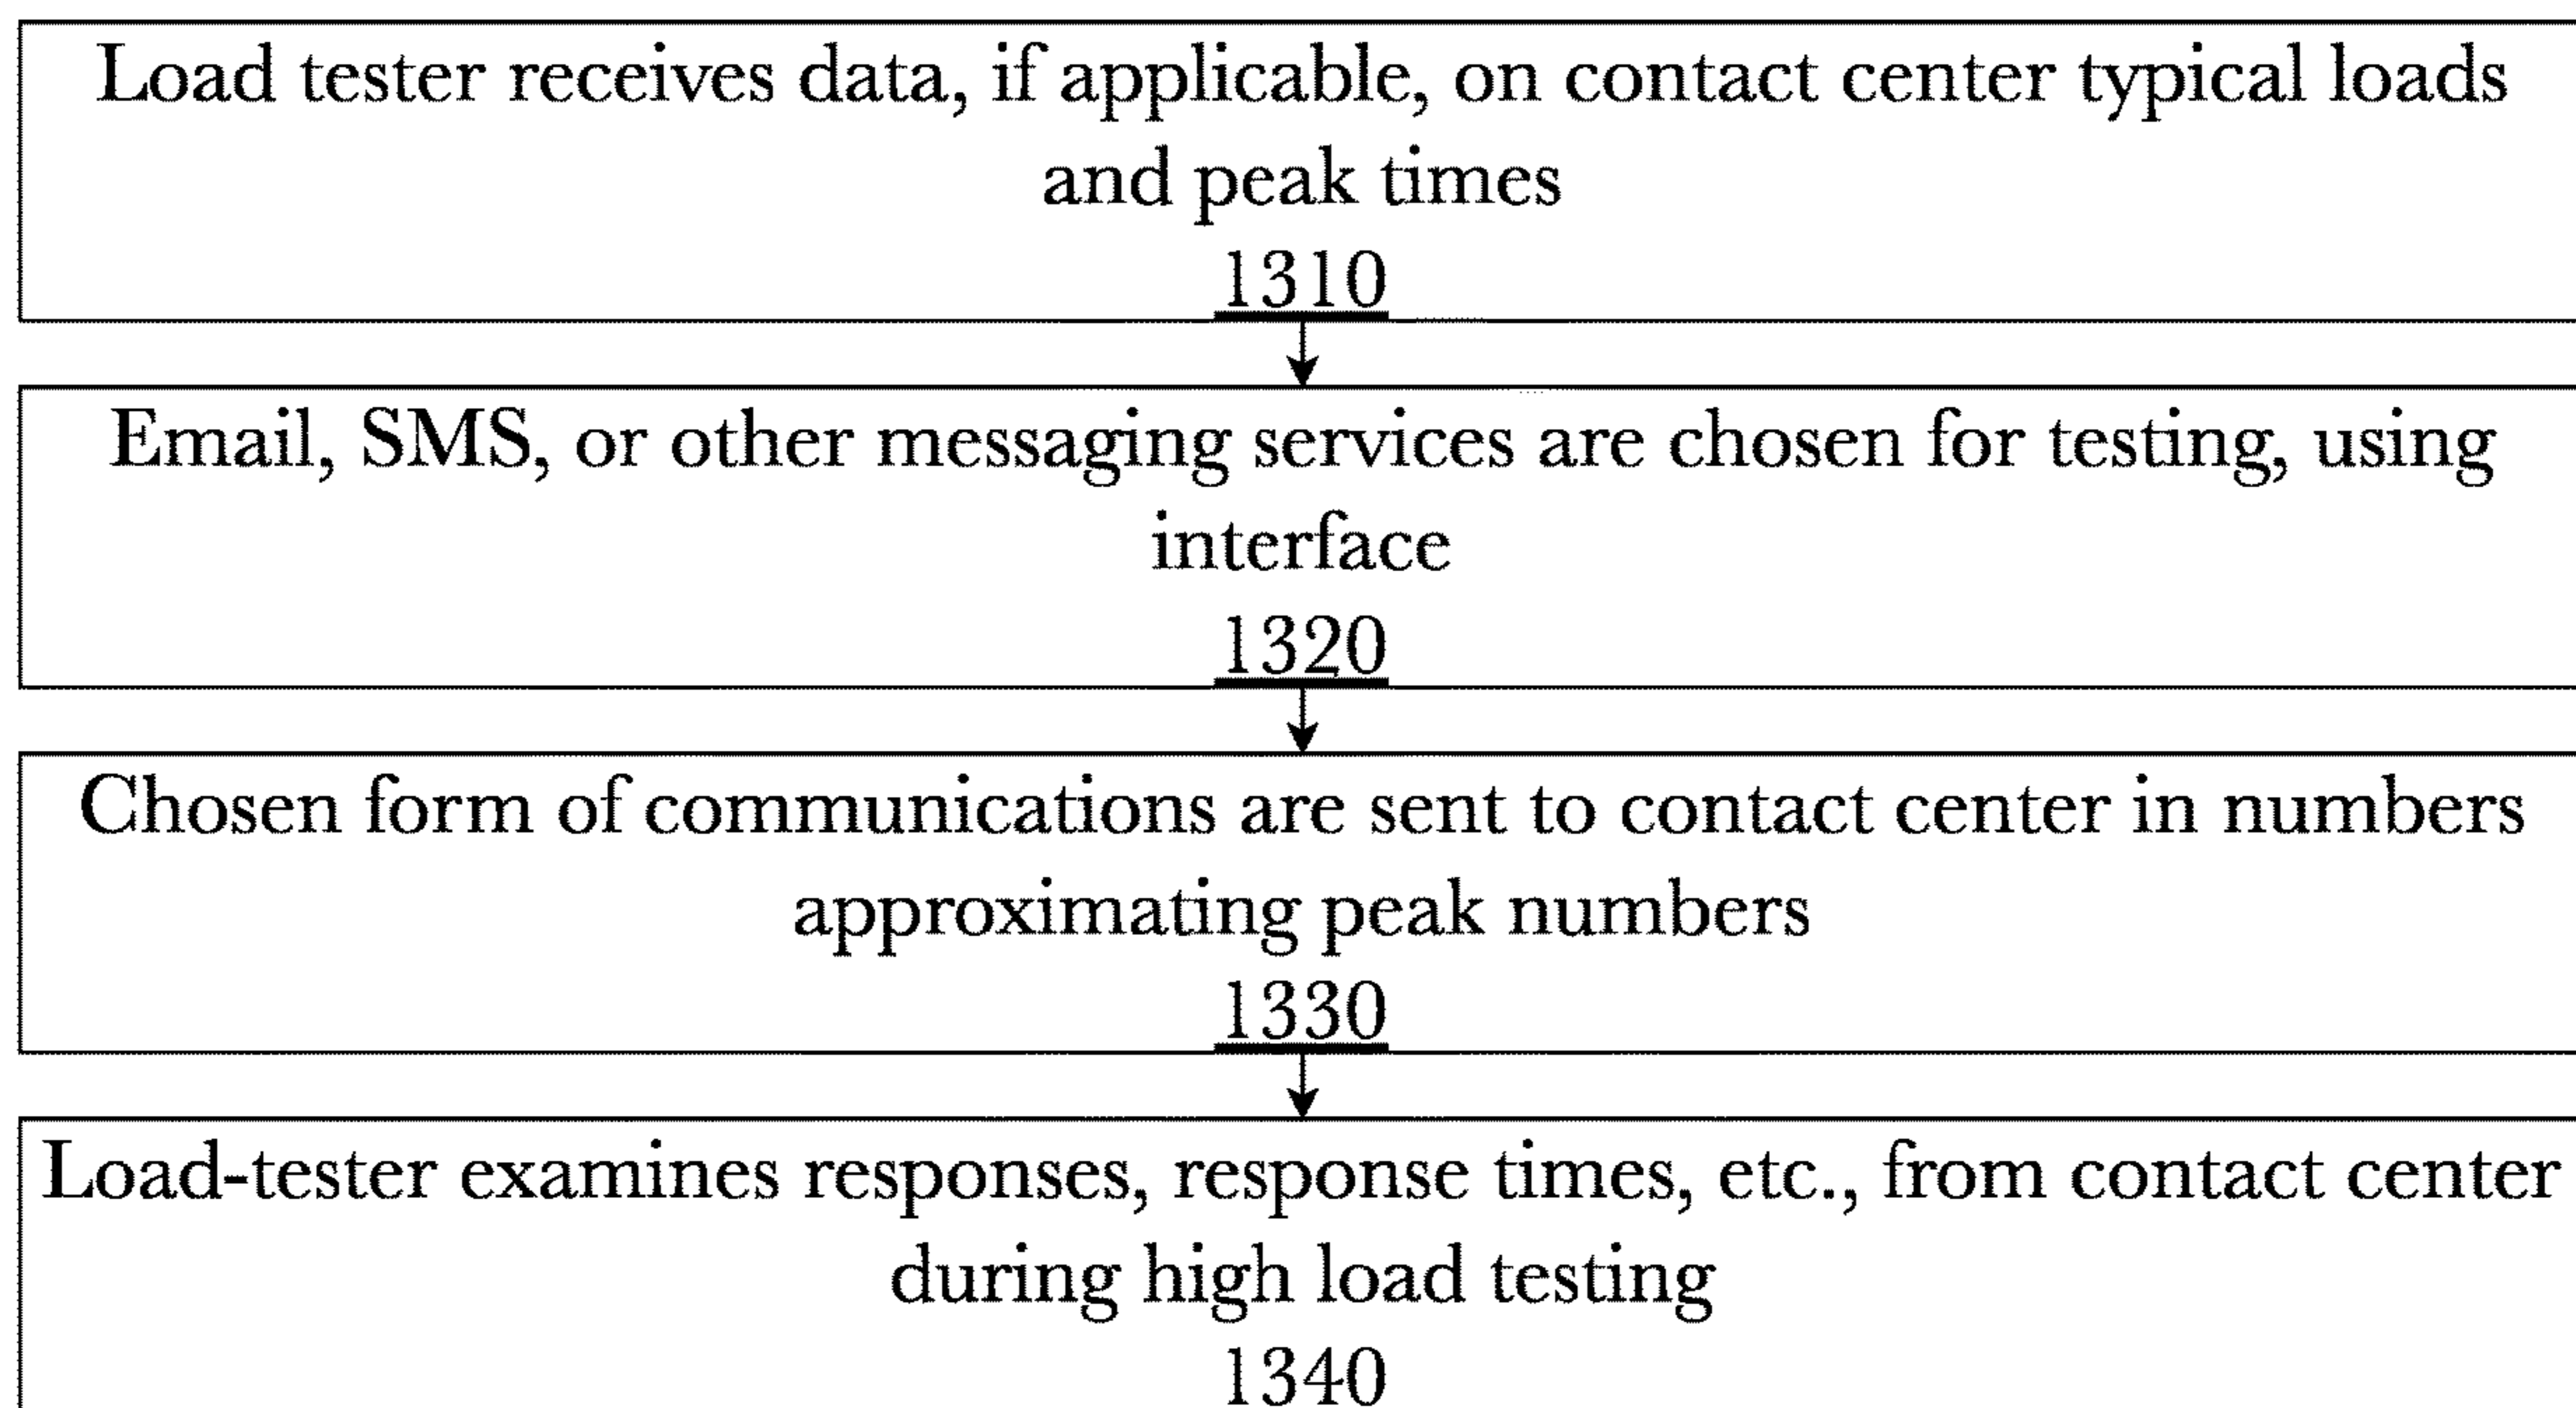 Load tester receives data, if applicable, on contact center typical loads
and peak times
1310
Email, SMS, or other messaging services are chosen for testing, using
interface
1320
Chosen form of communications are sent to contact center in numbers
approximating peak numbers
1330
Load-tester examines responses, response times, etc., from contact center
during high load testing
1340